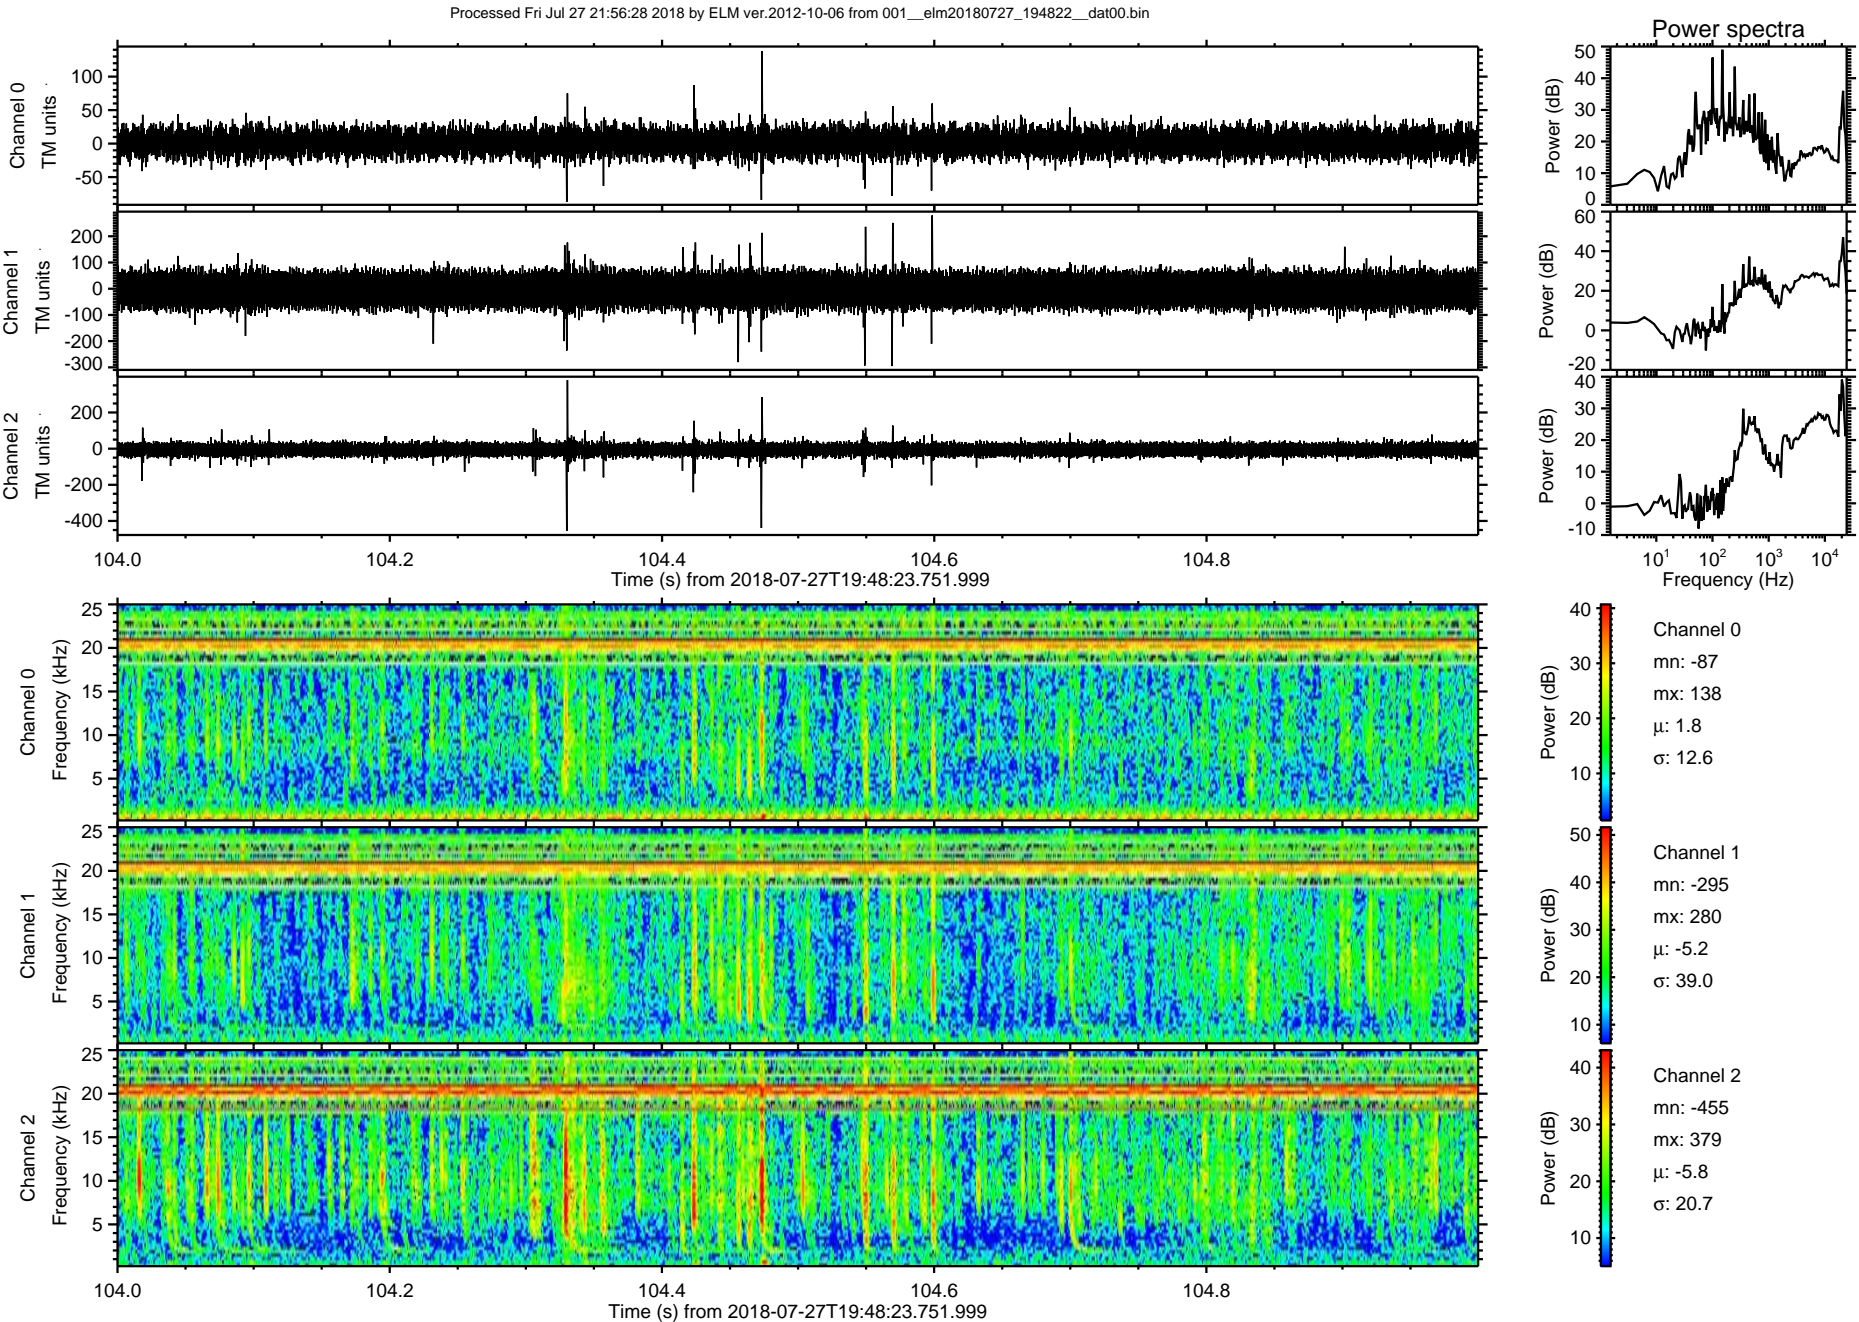 Processed Fri Jul 27 21:56:28 2018 by ELM ver.2012-10-06 from 001__elm20180727_194822__dat00.bin
Power spectra
Channel 0
TM units
100
50
0
-50
Power (dB)
50
40
30
20
10
0
Channel 1
TM units
200
100
0
-100
-200
-300
Power (dB)
60
40
20
0
-20
Channel 2
TM units
200
0
-200
-400
Power (dB)
40
30
20
10
0
-10
104.0 104.2 104.4 104.6 104.8
Time (s) from 2018-07-27T19:48:23.751.999
10^1 10^2 10^3 10^4
Frequency (Hz)
Channel 0
Frequency (kHz)
25
20
15
10
5
Power (dB)
40
30
20
10
Channel 0
mn: -87
mx: 138
µ: 1.8
σ: 12.6
Channel 1
Frequency (kHz)
25
20
15
10
5
Power (dB)
50
40
30
20
10
Channel 1
mn: -295
mx: 280
µ: -5.2
σ: 39.0
Channel 2
Frequency (kHz)
25
20
15
10
5
Power (dB)
40
30
20
10
Channel 2
mn: -455
mx: 379
µ: -5.8
σ: 20.7
104.0 104.2 104.4 104.6 104.8
Time (s) from 2018-07-27T19:48:23.751.999